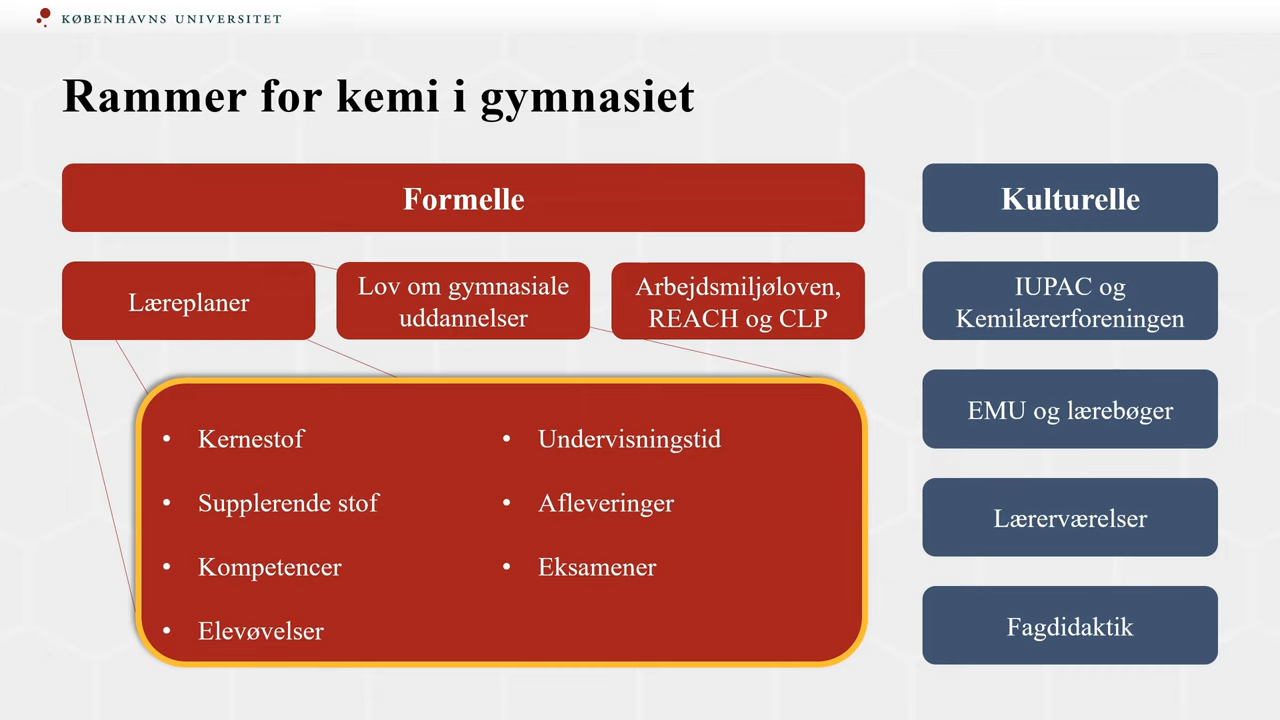 KØBENHAVNS UNIVERSITET
Rammer for kemi i gymnasiet
Formelle
Kulturelle
Læreplaner
Lov om gymnasiale
uddannelser
Arbejdsmiljøloven,
REACH og CLP
IUPAC og
Kemilærerforeningen
• Kernestof
• Supplerende stof
• Kompetencer
• Elevøvelser
• Undervisningstid
• Afleveringer
• Eksamener
EMU og lærebøger
Lærerværelser
Fagdidaktik